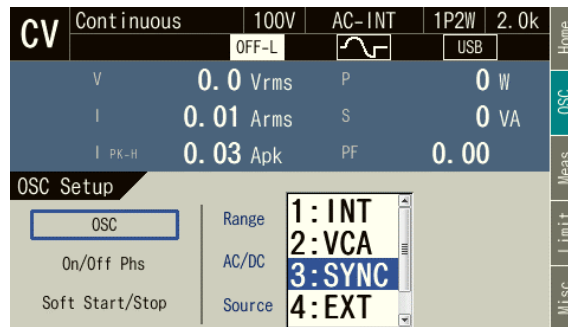 CV Continuous 100V AC-INT 1P2W 2.0k
OFF-L USB
V 0.0 Vrms P 0 W
I 0.01 Arms S 0 VA
I PK-H 0.03 Apk PF 0.00
OSC Setup
OSC
On/Off Phs
Soft Start/Stop
Range
AC/DC
Source
1:INT
2:VCA
3:SYNC
4:EXT
Home
OSC
Meas
Limit
Misc